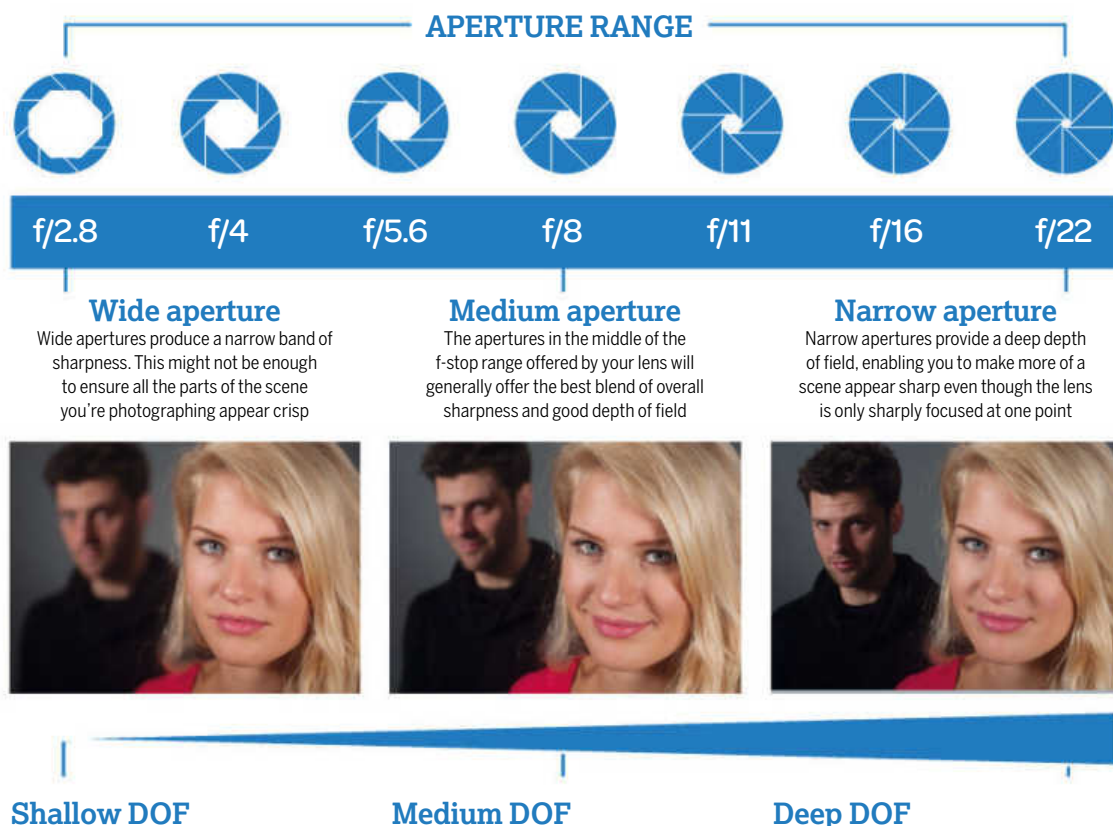 APERTURE RANGE
f/2.8 f/4 f/5.6 f/8 f/11 f/16 f/22
Wide aperture
Wide apertures produce a narrow band of
sharpness. This might not be enough
to ensure all the parts of the scene
you're photographing appear crisp
Medium aperture
The apertures in the middle of the
f-stop range offered by your lens will
generally offer the best blend of overall
sharpness and good depth of field
Narrow aperture
Narrow apertures provide a deep depth
of field, enabling you to make more of a
scene appear sharp even though the lens
is only sharply focused at one point
Shallow DOF
Medium DOF
Deep DOF